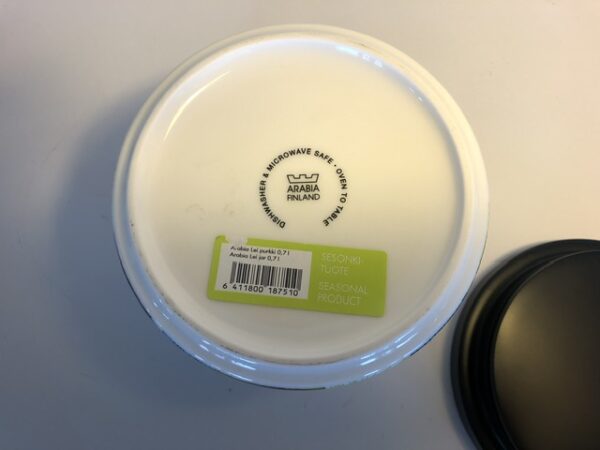 DISHWASHER & MICROWAVE SAFE • OVEN TO TABLE
ARABIA
FINLAND
Arabia Lei purkki 0,7 l
Arabia Lei jar 0,7 l
6 411800 187510
SESONKI-
TUOTE
SEASONAL
PRODUCT